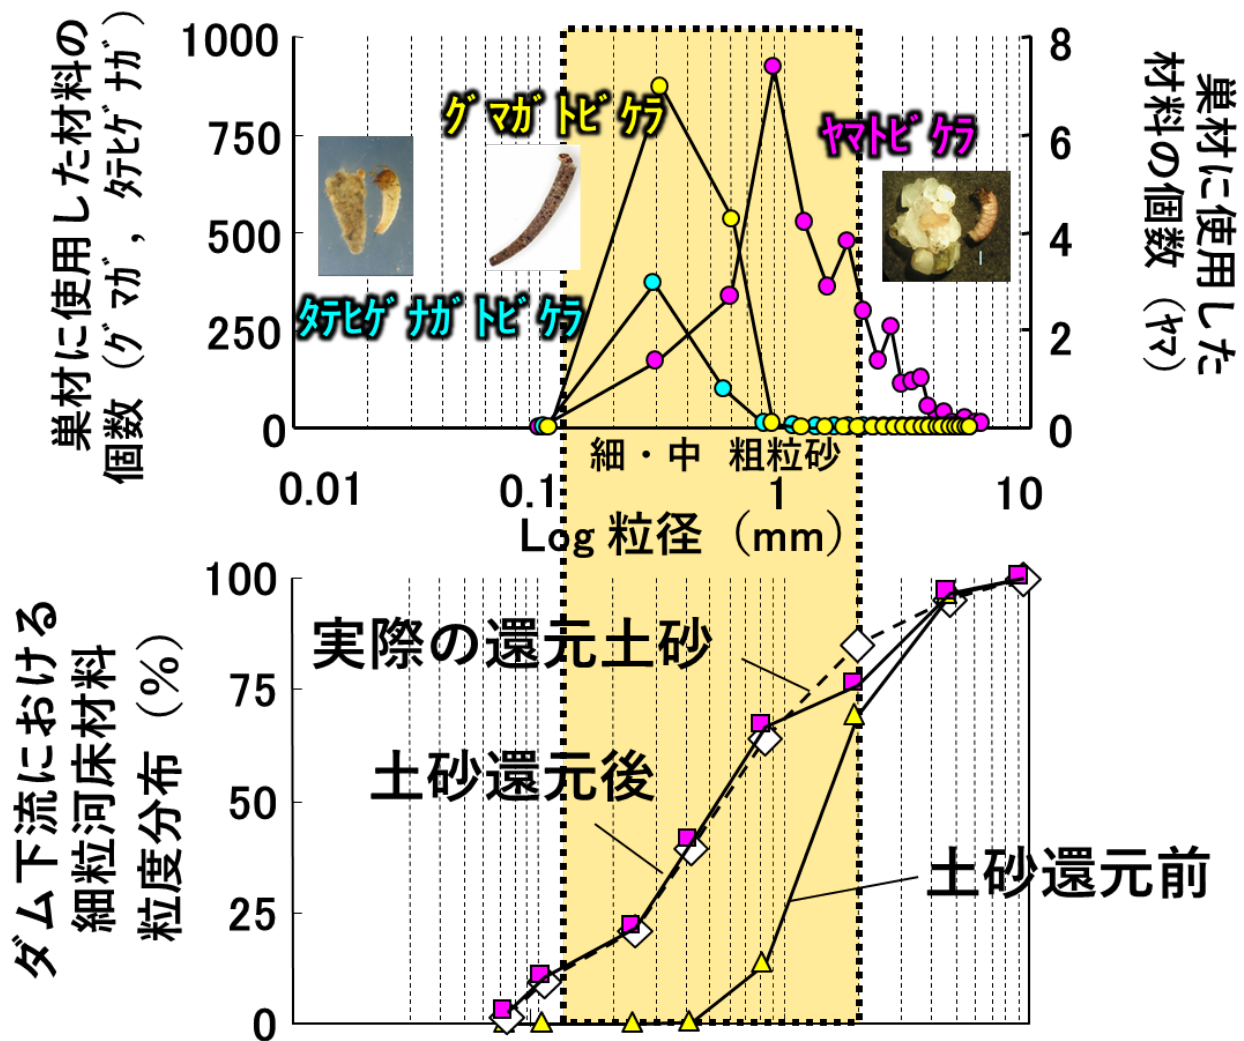 巣材に使用した材料の
個数（グマガ，タテヒゲナガ）
1000
750
500
250
0
8
6
4
2
0
巣材に使用した
材料の個数（ヤマ）
グマガトビケラ
ヤマトビケラ
タテヒゲナガトビケラ
細・中 粗粒砂
0.01
0.1
1
10
Log 粒径（mm）
ダム下流における
細粒河床材料
粒度分布（%）
100
75
50
25
0
実際の還元土砂
土砂還元後
土砂還元前